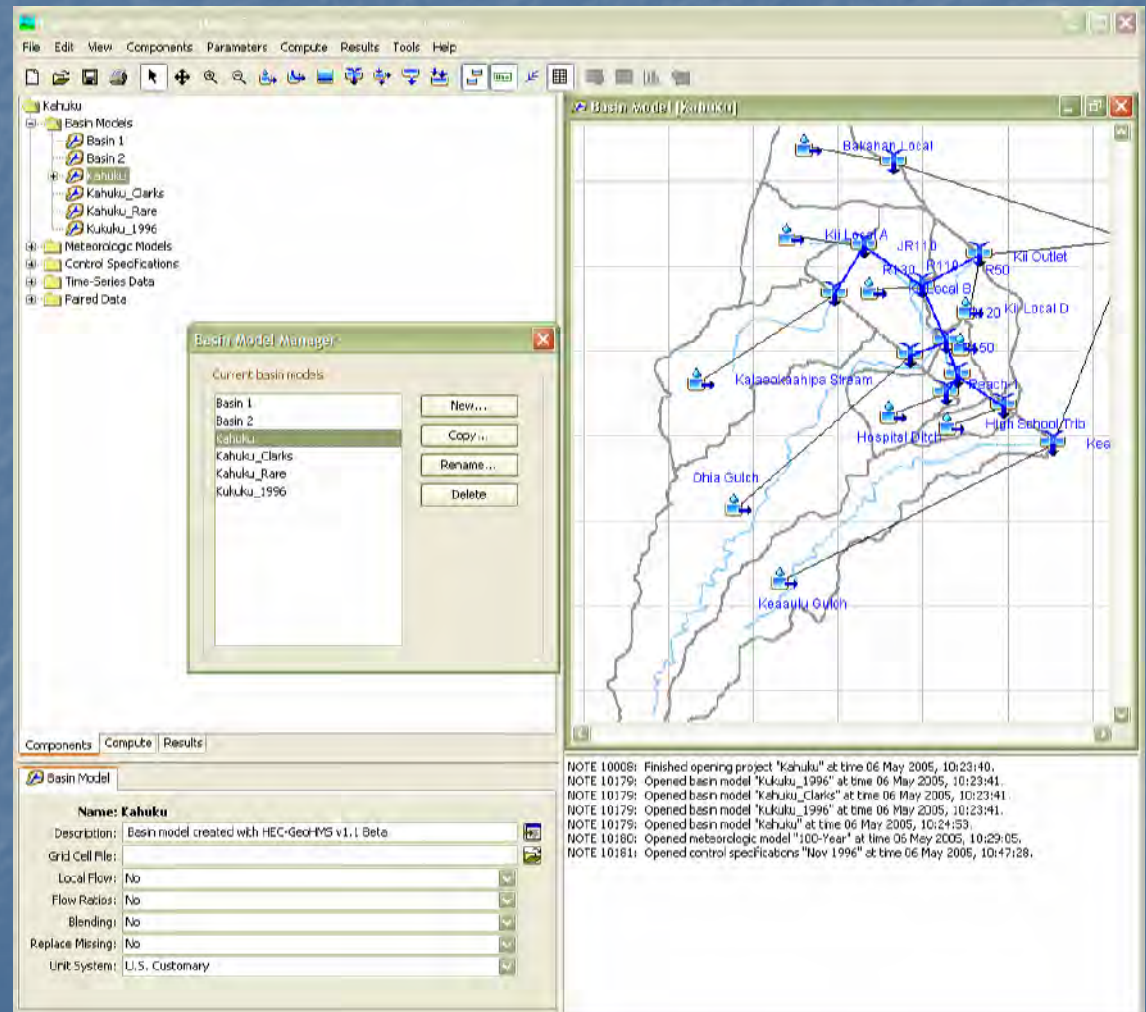 File Edit View Components Parameters Compute Results Tools Help
Kahuku
Basin Models
Basin 1
Basin 2
Kahuku
Kahuku_Clarks
Kahuku_Rare
Kukuku_1996
Meteorologic Models
Control Specifications
Time-Series Data
Paired Data
Basin Model Manager
Current basin models
Basin 1
Basin 2
Kahuku
Kahuku_Clarks
Kahuku_Rare
Kukuku_1996
New...
Copy...
Rename...
Delete
Components Compute Results
Basin Model
Name: Kahuku
Description: Basin model created with HEC-GeoHMS v1.1 Beta
Grid Cell File:
Local Flow: No
Flow Ratios: No
Blending: No
Replace Missing: No
Unit System: U.S. Customary
Basin Model [Kahuku]
Bakahan Local
Kii Local A
JR110
Kii Outlet
R130
R110
R50
Local B
20
Kii Local D
50
Kalaeokaahipa Stream
Reach-1
High School Trib
Hospital Ditch
Kea
Ohia Gulch
Keaaulu Gulch
NOTE 10008: Finished opening project "Kahuku" at time 06 May 2005, 10:23:40.
NOTE 10179: Opened basin model "Kukuku_1996" at time 06 May 2005, 10:23:41.
NOTE 10179: Opened basin model "Kahuku_Clarks" at time 06 May 2005, 10:23:41.
NOTE 10179: Opened basin model "Kukuku_1996" at time 06 May 2005, 10:23:41.
NOTE 10179: Opened basin model "Kahuku" at time 06 May 2005, 10:24:53.
NOTE 10180: Opened meteorologic model "100-Year" at time 06 May 2005, 10:29:05.
NOTE 10181: Opened control specifications "Nov 1996" at time 06 May 2005, 10:47:28.